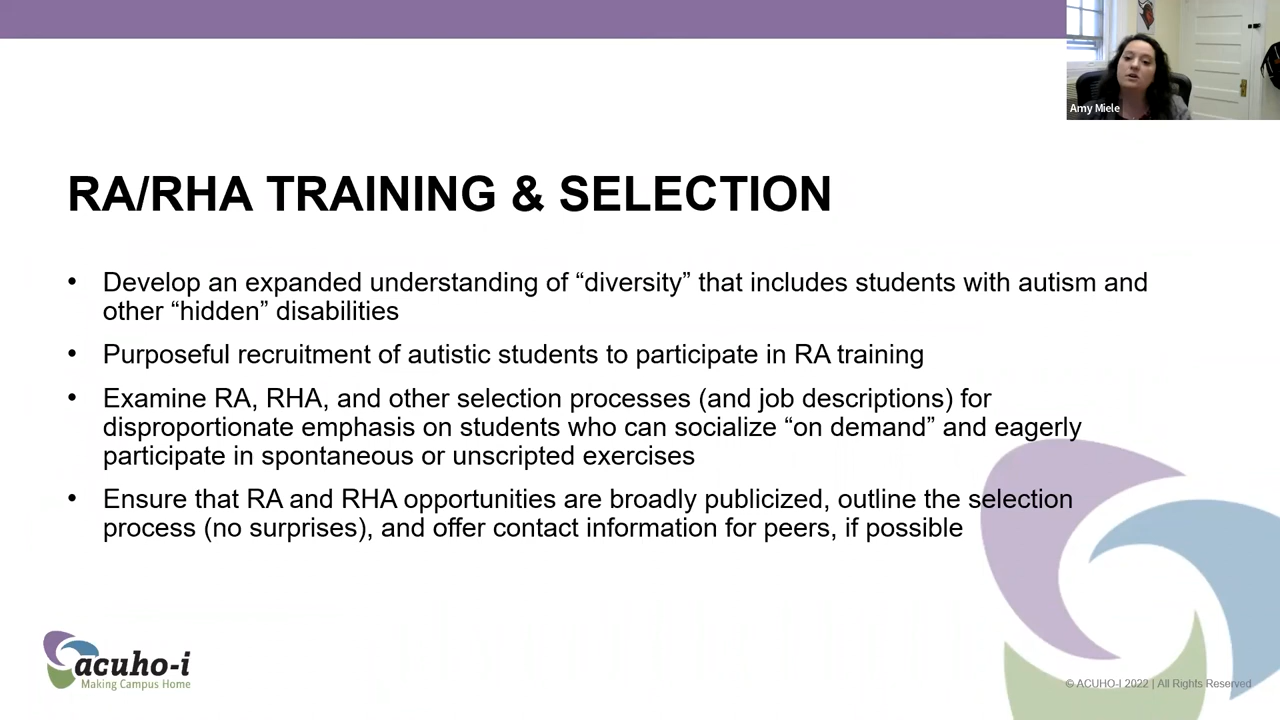 Amy Miele
RA/RHA TRAINING & SELECTION
• Develop an expanded understanding of “diversity” that includes students with autism and
other “hidden” disabilities
• Purposeful recruitment of autistic students to participate in RA training
• Examine RA, RHA, and other selection processes (and job descriptions) for
disproportionate emphasis on students who can socialize “on demand” and eagerly
participate in spontaneous or unscripted exercises
• Ensure that RA and RHA opportunities are broadly publicized, outline the selection
process (no surprises), and offer contact information for peers, if possible
acuho-i
Making Campus Home
© ACUHO-I 2022 | All Rights Reserved